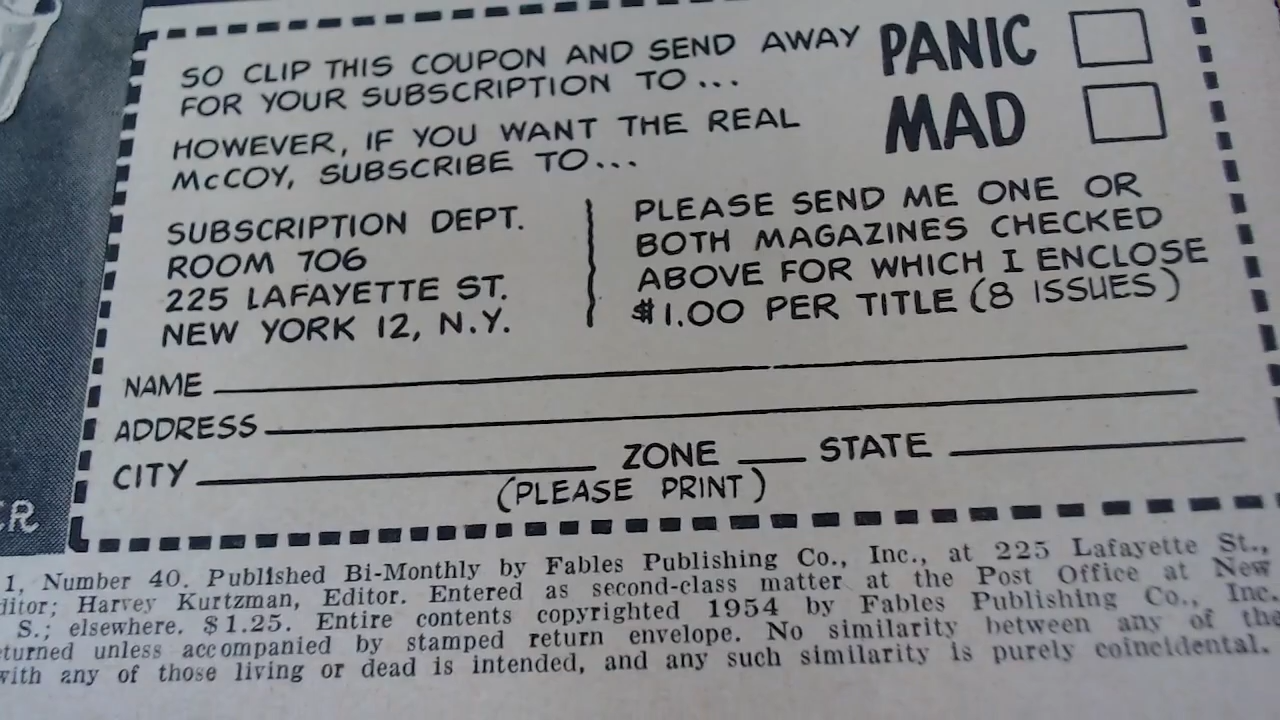 SO CLIP THIS COUPON AND SEND AWAY
FOR YOUR SUBSCRIPTION TO...
PANIC
HOWEVER, IF YOU WANT THE REAL
McCOY, SUBSCRIBE TO...
MAD
SUBSCRIPTION DEPT.
ROOM 706
225 LAFAYETTE ST.
NEW YORK 12, N.Y.
PLEASE SEND ME ONE OR
BOTH MAGAZINES CHECKED
ABOVE FOR WHICH I ENCLOSE
$1.00 PER TITLE (8 ISSUES)
NAME
ADDRESS
CITY ZONE STATE
(PLEASE PRINT)
ER
1, Number 40. Published Bi-Monthly by Fables Publishing Co., Inc., at 225 Lafayette St.,
ditor; Harvey Kurtzman, Editor. Entered as second-class matter at the Post Office at New
S.; elsewhere. $1.25. Entire contents copyrighted 1954 by Fables Publishing Co., Inc.
turned unless accompanied by stamped return envelope. No similarity between any of the
with any of those living or dead is intended, and any such similarity is purely coincidental.